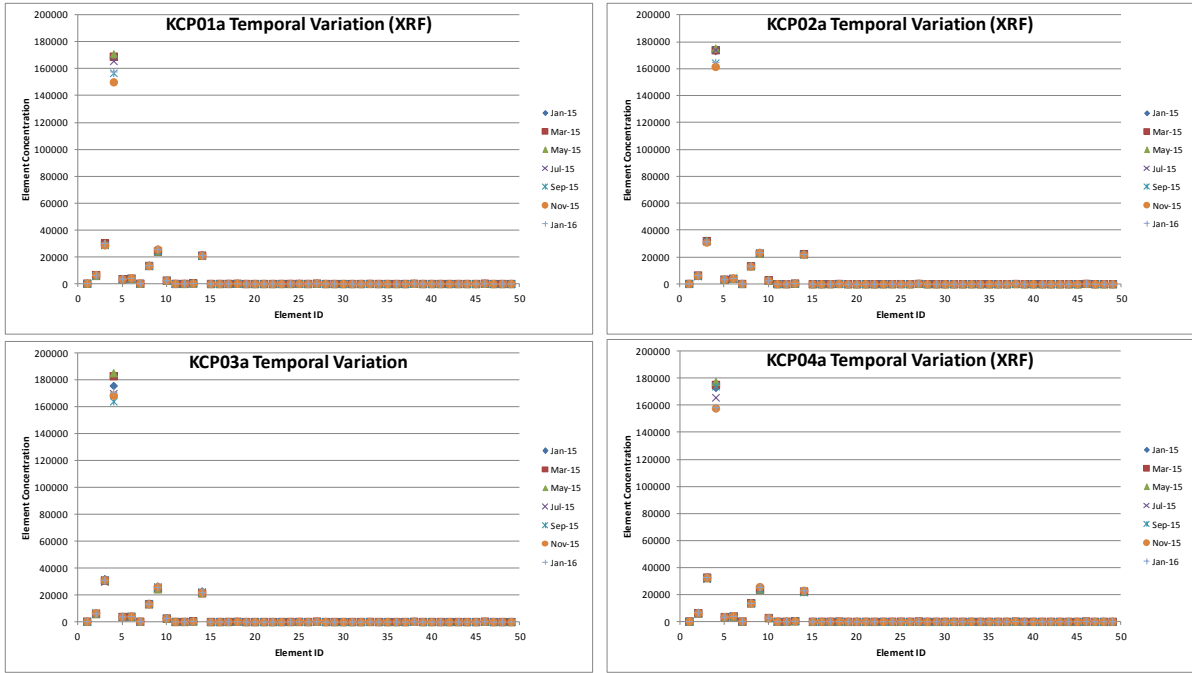 KCP01a Temporal Variation (XRF)
Element Concentration
200000
180000
160000
140000
120000
100000
80000
60000
40000
20000
0
0 5 10 15 20 25 30 35 40 45 50
Element ID
Jan-15
Mar-15
May-15
Jul-15
Sep-15
Nov-15
Jan-16
KCP02a Temporal Variation (XRF)
Element Concentration
200000
180000
160000
140000
120000
100000
80000
60000
40000
20000
0
0 5 10 15 20 25 30 35 40 45 50
Element ID
Jan-15
Mar-15
May-15
Jul-15
Sep-15
Nov-15
Jan-16
KCP03a Temporal Variation
Element Concentration
200000
180000
160000
140000
120000
100000
80000
60000
40000
20000
0
0 5 10 15 20 25 30 35 40 45 50
Element ID
Jan-15
Mar-15
May-15
Jul-15
Sep-15
Nov-15
Jan-16
KCP04a Temporal Variation (XRF)
Element Concentration
200000
180000
160000
140000
120000
100000
80000
60000
40000
20000
0
0 5 10 15 20 25 30 35 40 45 50
Element ID
Jan-15
Mar-15
May-15
Jul-15
Sep-15
Nov-15
Jan-16